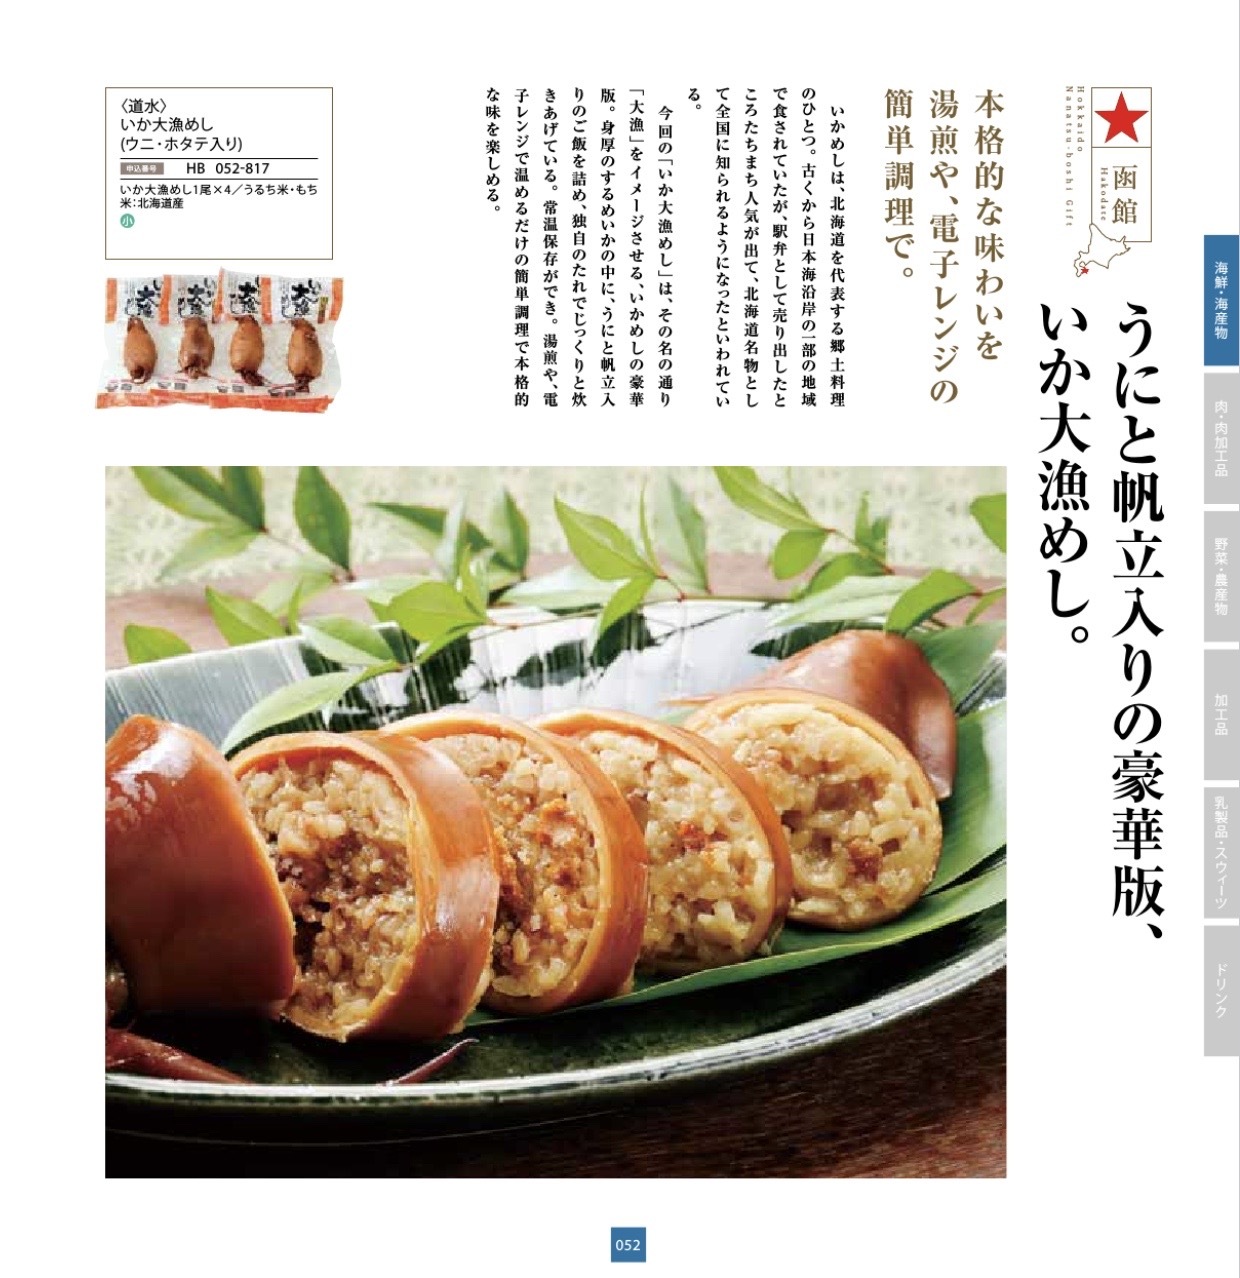 Hokkaido
Nanatsu-boshi Gift
函館
Hakodate
うにと帆立入りの豪華版、
いか大漁めし。
本格的な味わいを
湯煎や、電子レンジの
簡単調理で。
いかめしは、北海道を代表する郷土料理
のひとつ。古くから日本海沿岸の一部の地域
で食されていたが、駅弁として売り出したと
ころたちまち人気が出て、北海道名物とし
て全国に知られるようになったといわれてい
る。
今回の「いか大漁めし」は、その名の通り
「大漁」をイメージさせる、いかめしの豪華
版。身厚のするめいかの中に、うにと帆立入
りのご飯を詰め、独自のたれでじっくりと炊
きあげている。常温保存ができ。湯煎や、電
子レンジで温めるだけの簡単調理で本格的
な味を楽しめる。
〈道水〉
いか大漁めし
(ウニ・ホタテ入り)
申込番号 HB 052-817
いか大漁めし1尾×4／うるち米・もち
米：北海道産
小
海鮮・海産物
肉・肉加工品
野菜・農産物
加工品
乳製品・スウィーツ
ドリンク
052